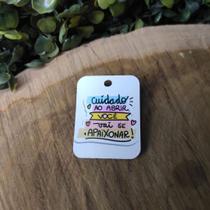 Cuidado
AO ABRIR
VOCÊ
vai SE
APAIXONAR!